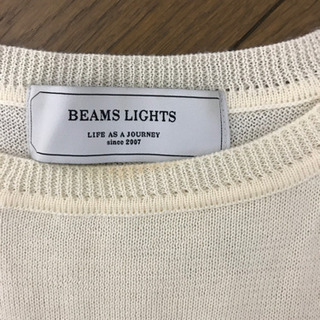 BEAMS LIGHTS
LIFE AS A JOURNEY
since 2007